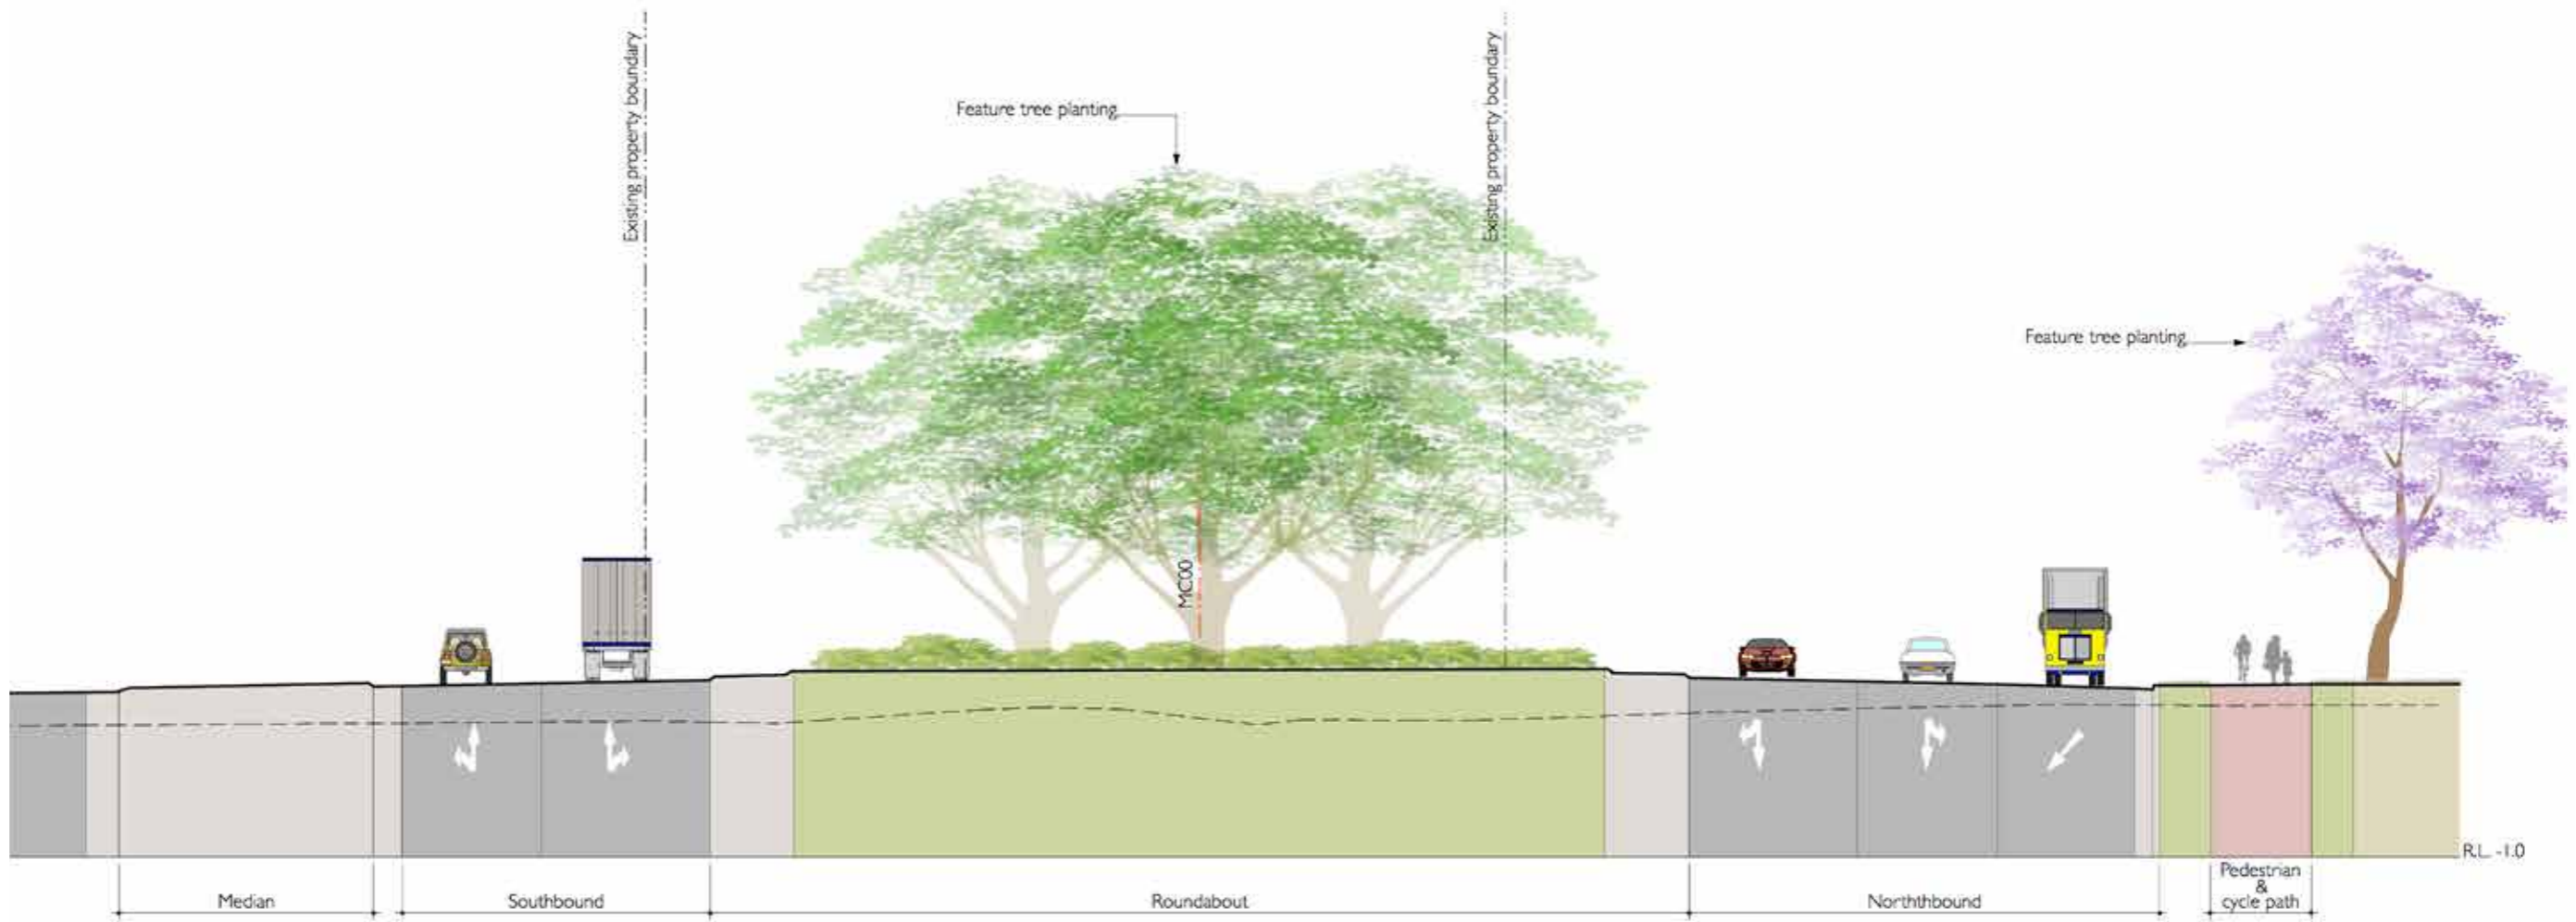 Existing property boundary
Feature tree planting
Existing property boundary
Feature tree planting
MC00
R.L. -1.0
Median
Southbound
Roundabout
Norththbound
Pedestrian
&
cycle path